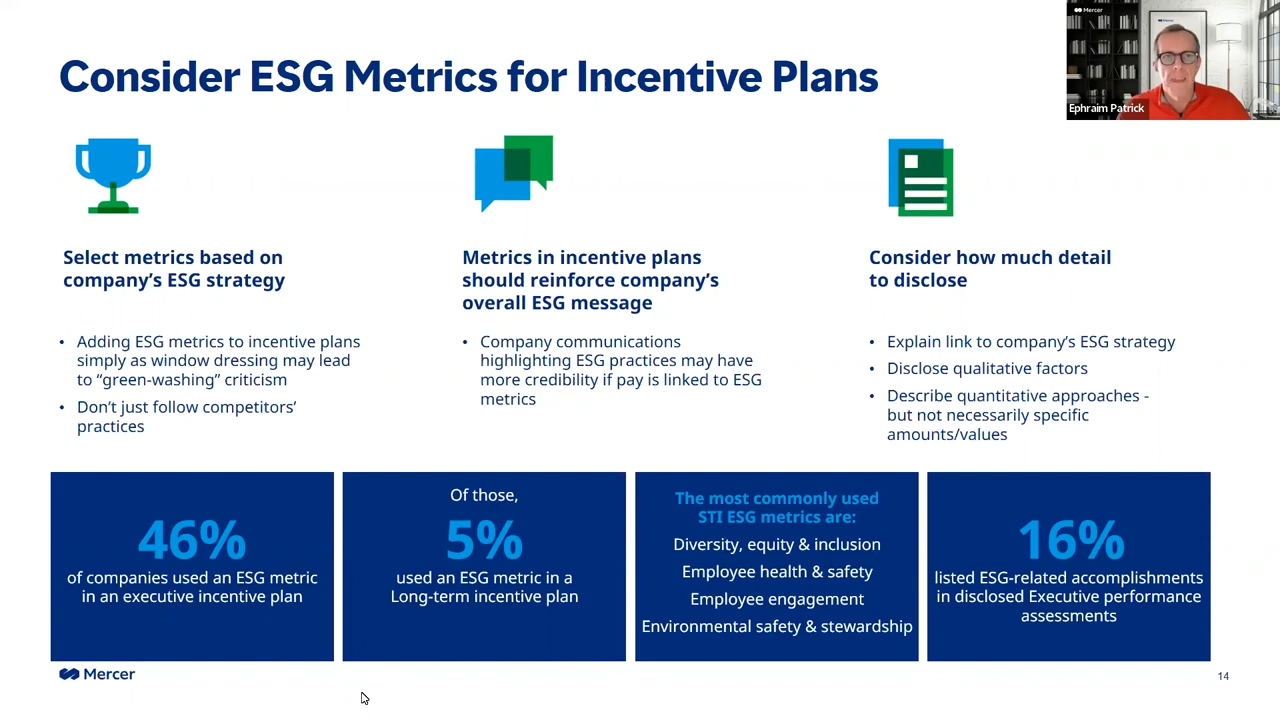 Mercer
Ephraim Patrick
Consider ESG Metrics for Incentive Plans
Select metrics based on
company’s ESG strategy
• Adding ESG metrics to incentive plans
simply as window dressing may lead
to “green-washing” criticism
• Don’t just follow competitors’
practices
Metrics in incentive plans
should reinforce company’s
overall ESG message
• Company communications
highlighting ESG practices may have
more credibility if pay is linked to ESG
metrics
Consider how much detail
to disclose
• Explain link to company’s ESG strategy
• Disclose qualitative factors
• Describe quantitative approaches -
but not necessarily specific
amounts/values
46%
of companies used an ESG metric
in an executive incentive plan
Of those,
5%
used an ESG metric in a
Long-term incentive plan
The most commonly used
STI ESG metrics are:
Diversity, equity & inclusion
Employee health & safety
Employee engagement
Environmental safety & stewardship
16%
listed ESG-related accomplishments
in disclosed Executive performance
assessments
Mercer
14